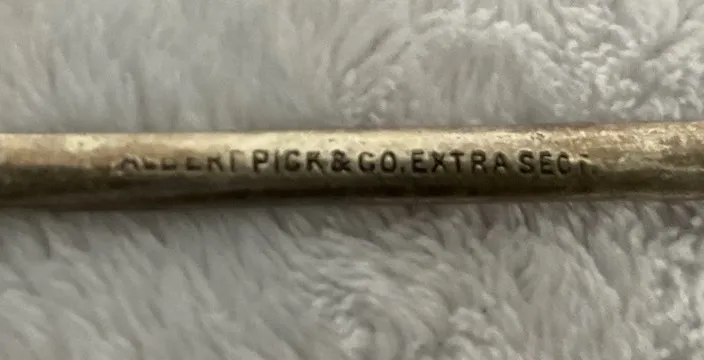 ALBERT PICK & CO. EXTRA SECT.